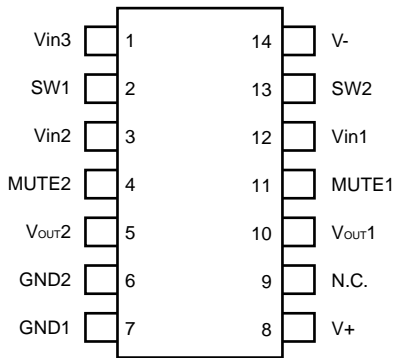 Vin3 1 14 V-
SW1 2 13 SW2
Vin2 3 12 Vin1
MUTE2 4 11 MUTE1
VOUT2 5 10 VOUT1
GND2 6 9 N.C.
GND1 7 8 V+